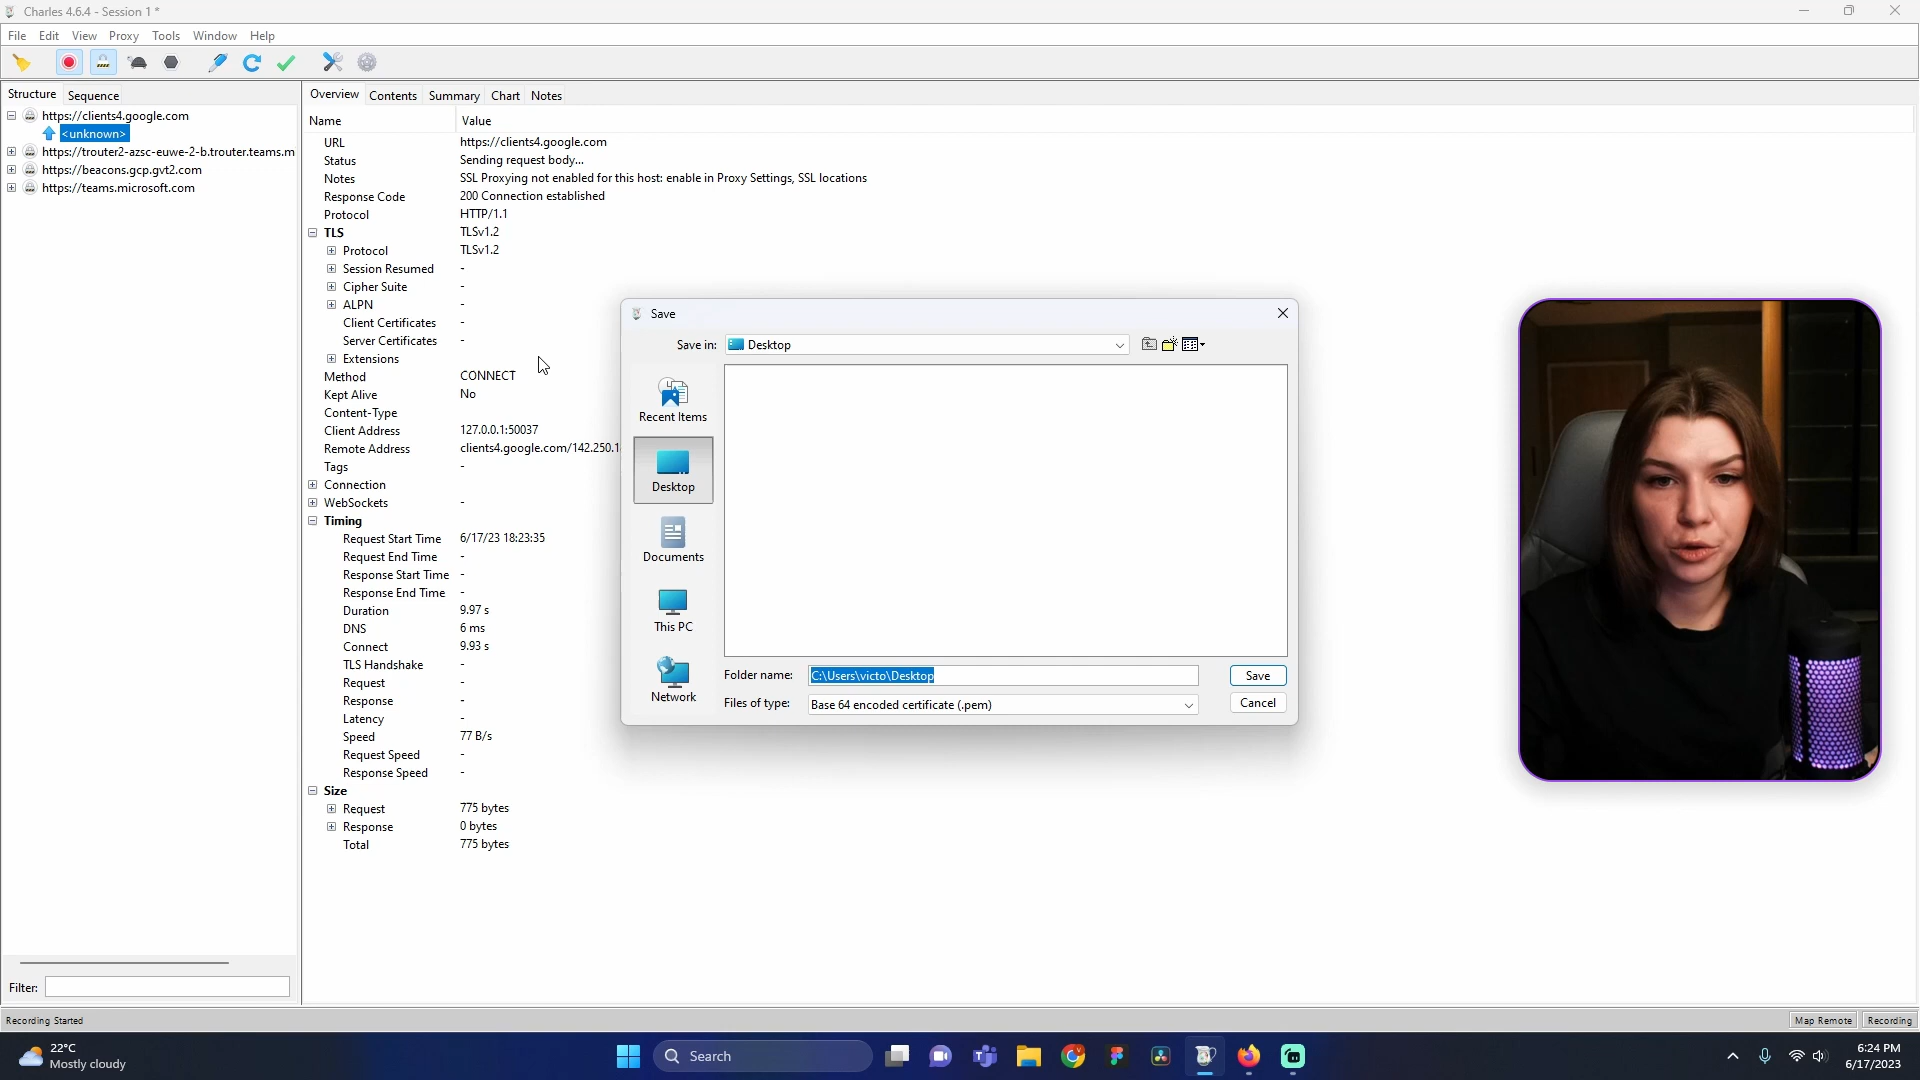 Charles 4.6.4 - Session 1 *
File Edit View Proxy Tools Window Help
Structure Sequence
https://clients4.google.com
<unknown>
https://trouter2-azsc-euwe-2-b.trouter.teams.m
https://beacons.gcp.gvt2.com
https://teams.microsoft.com
Filter:
Overview Contents Summary Chart Notes
Name Value
URL https://clients4.google.com
Status Sending request body...
Notes SSL Proxying not enabled for this host: enable in Proxy Settings, SSL locations
Response Code 200 Connection established
Protocol HTTP/1.1
TLS TLSv1.2
Protocol TLSv1.2
Session Resumed -
Cipher Suite -
ALPN -
Client Certificates -
Server Certificates -
Extensions
Method CONNECT
Kept Alive No
Content-Type
Client Address 127.0.0.1:50037
Remote Address clients4.google.com/142.250.1
Tags -
Connection
WebSockets -
Timing
Request Start Time 6/17/23 18:23:35
Request End Time -
Response Start Time -
Response End Time -
Duration 9.97 s
DNS 6 ms
Connect 9.93 s
TLS Handshake -
Request -
Response -
Latency -
Speed 77 B/s
Request Speed -
Response Speed -
Size
Request 775 bytes
Response 0 bytes
Total 775 bytes
Save
Save in: Desktop
Recent Items
Desktop
Documents
This PC
Network
Folder name: C:\Users\victo\Desktop Save
Files of type: Base 64 encoded certificate (.pem) Cancel
Recording Started Map Remote Recording
22°C
Mostly cloudy
Search
6:24 PM
6/17/2023